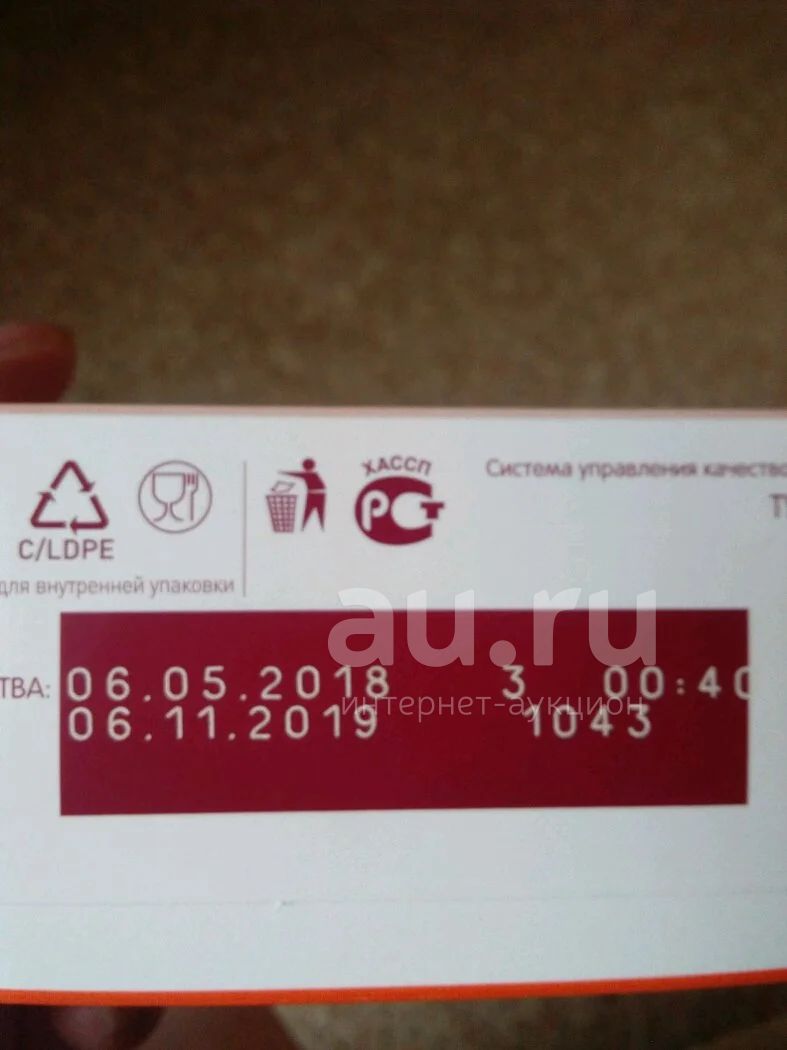 ХАССП
РСТ
Система управления качество
C/LDPE
для внутренней упаковки
au.ru
интернет-аукцион
ТВА: 06.05.2018 3 00:40
06.11.2019 1043